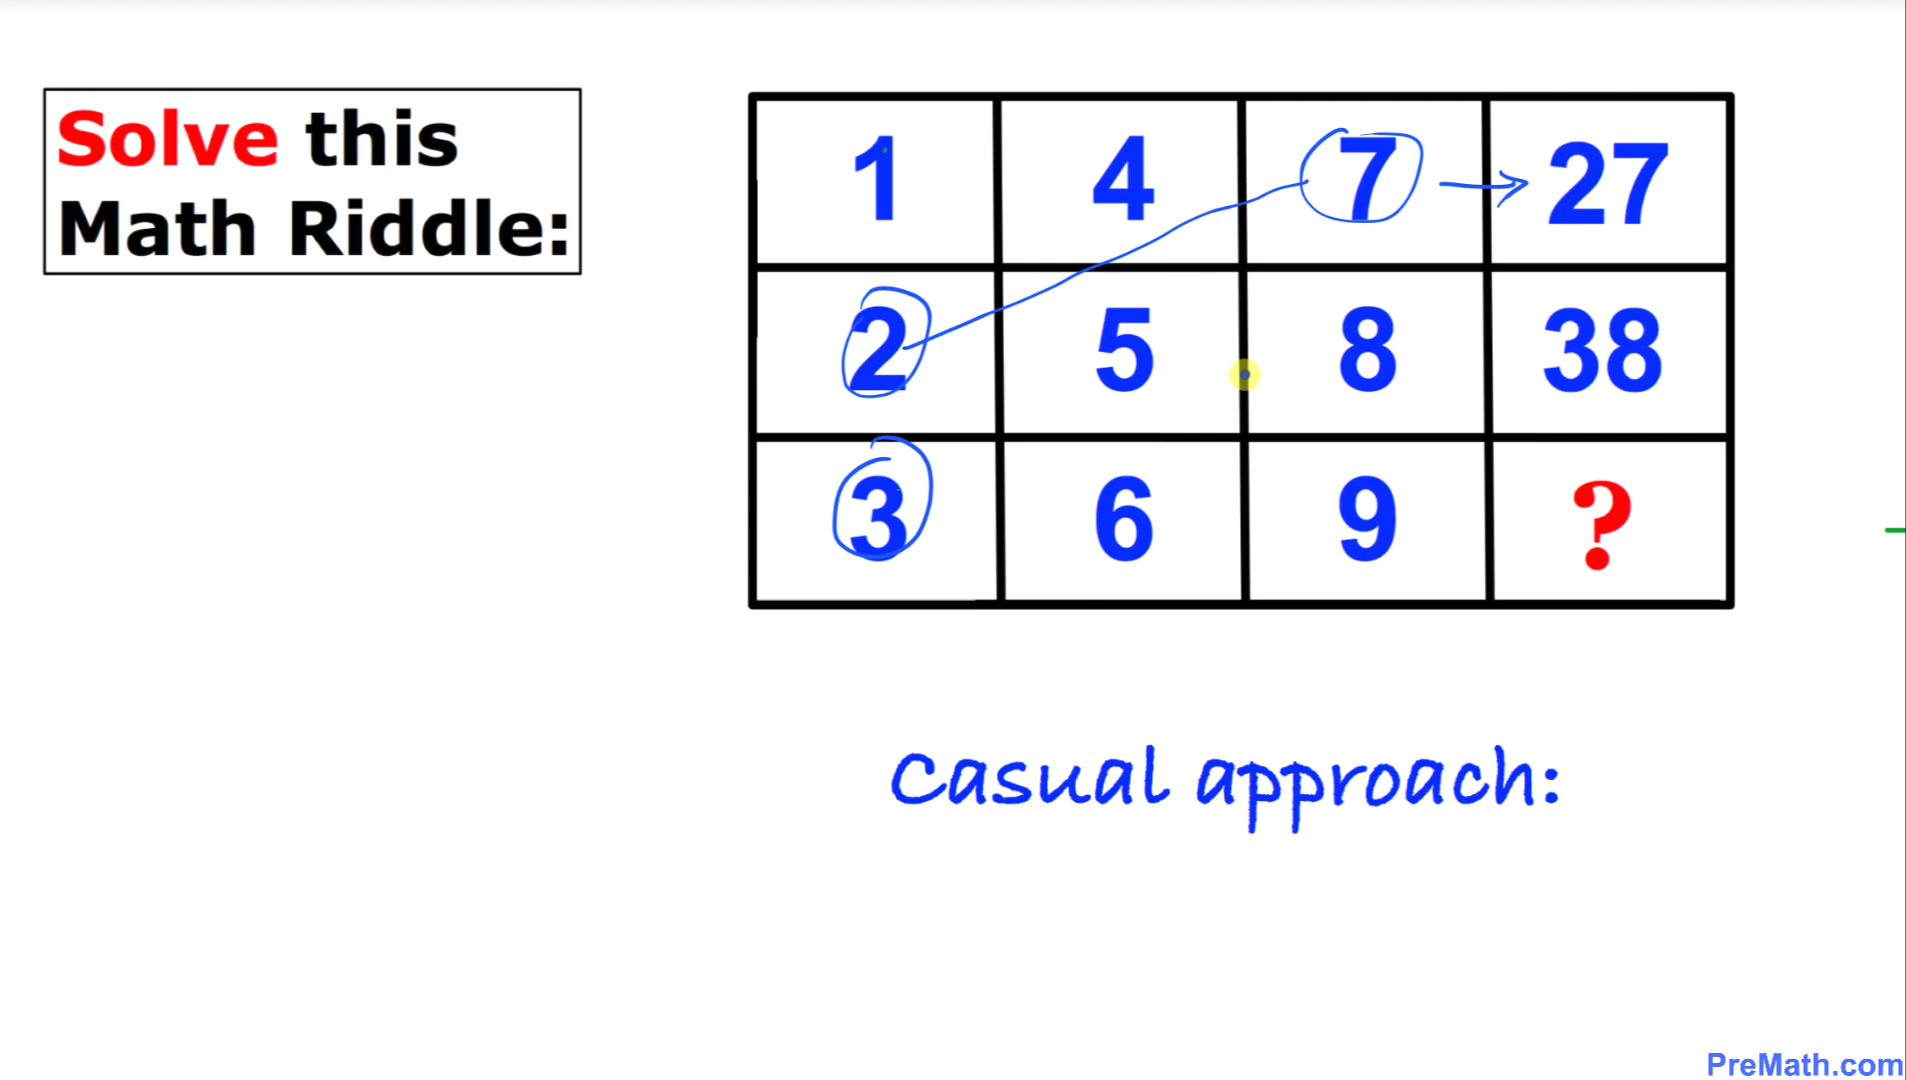 Solve this
Math Riddle:
1 4 7 27
2 5 8 38
3 6 9 ?
Casual approach:
PreMath.com